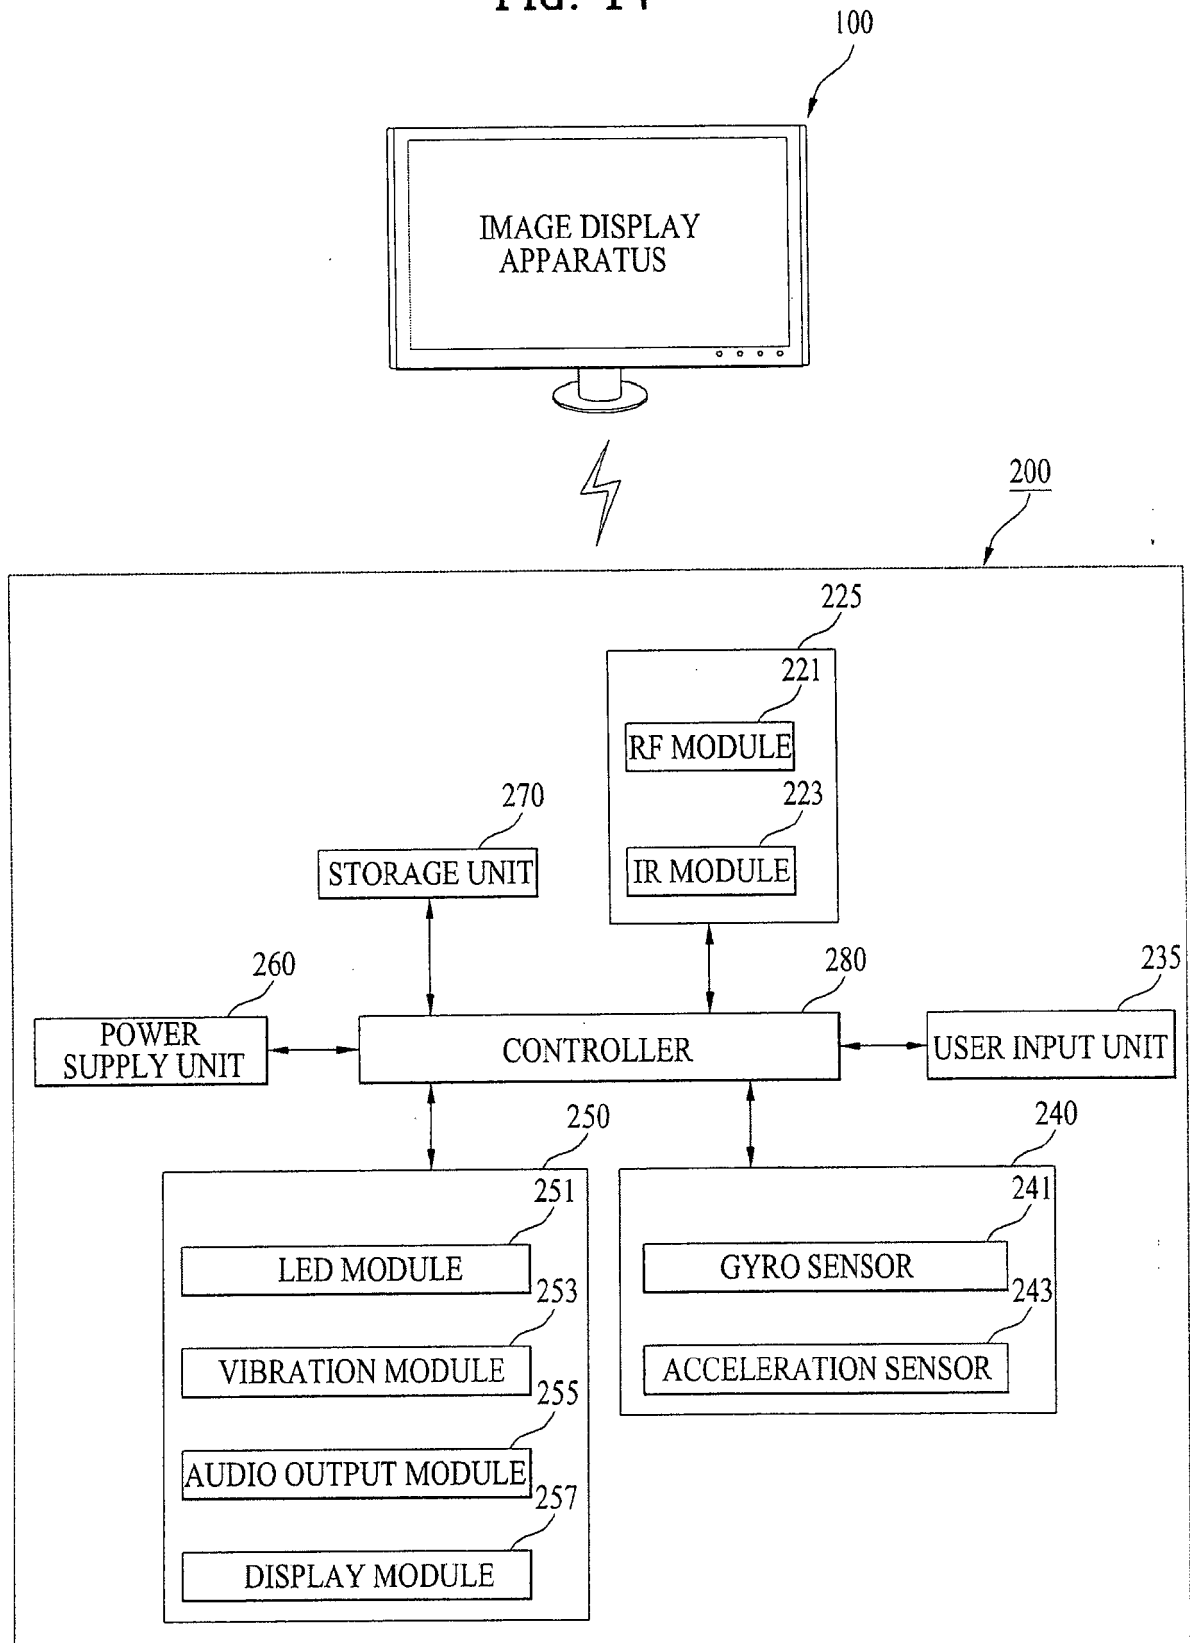 100
IMAGE DISPLAY
APPARATUS
200
225
221
RF MODULE
223
IR MODULE
270
STORAGE UNIT
260
POWER
SUPPLY UNIT
280
CONTROLLER
235
USER INPUT UNIT
250
251
LED MODULE
253
VIBRATION MODULE
255
AUDIO OUTPUT MODULE
257
DISPLAY MODULE
240
241
GYRO SENSOR
243
ACCELERATION SENSOR